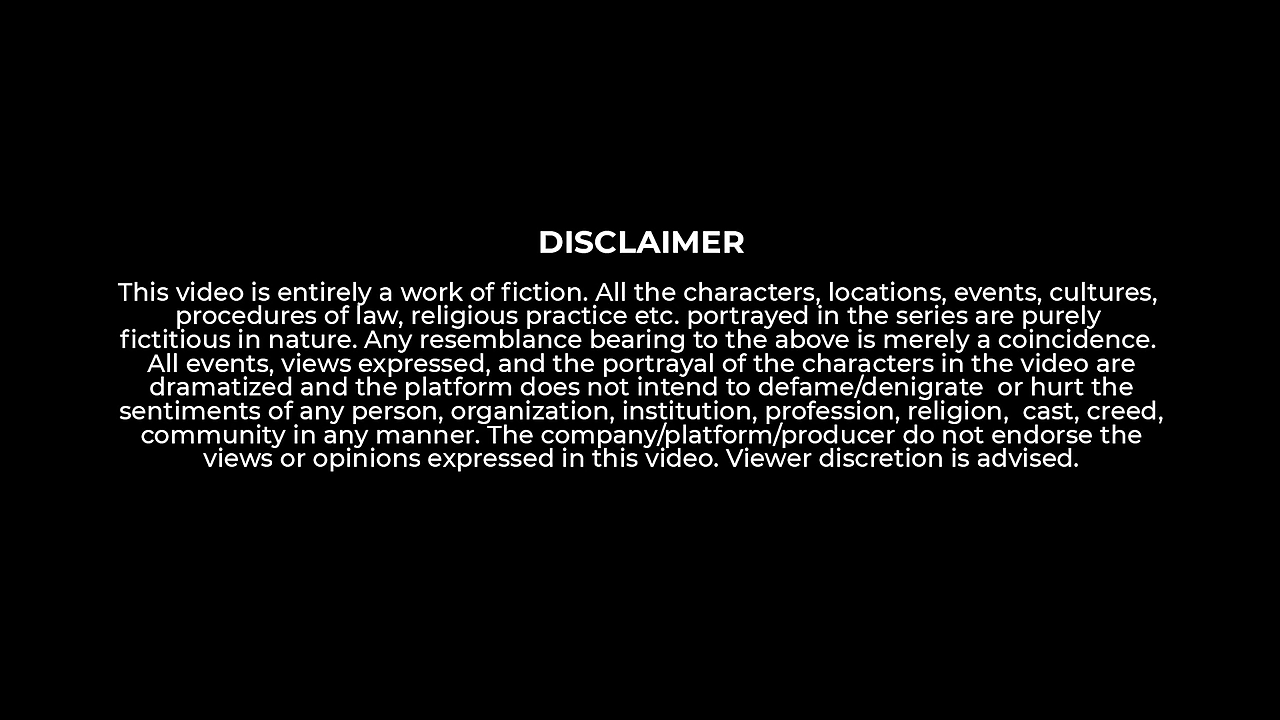 DISCLAIMER
This video is entirely a work of fiction. All the characters, locations, events, cultures,
procedures of law, religious practice etc. portrayed in the series are purely
fictitious in nature. Any resemblance bearing to the above is merely a coincidence.
All events, views expressed, and the portrayal of the characters in the video are
dramatized and the platform does not intend to defame/denigrate  or hurt the
sentiments of any person, organization, institution, profession, religion,  cast, creed,
community in any manner. The company/platform/producer do not endorse the
views or opinions expressed in this video. Viewer discretion is advised.